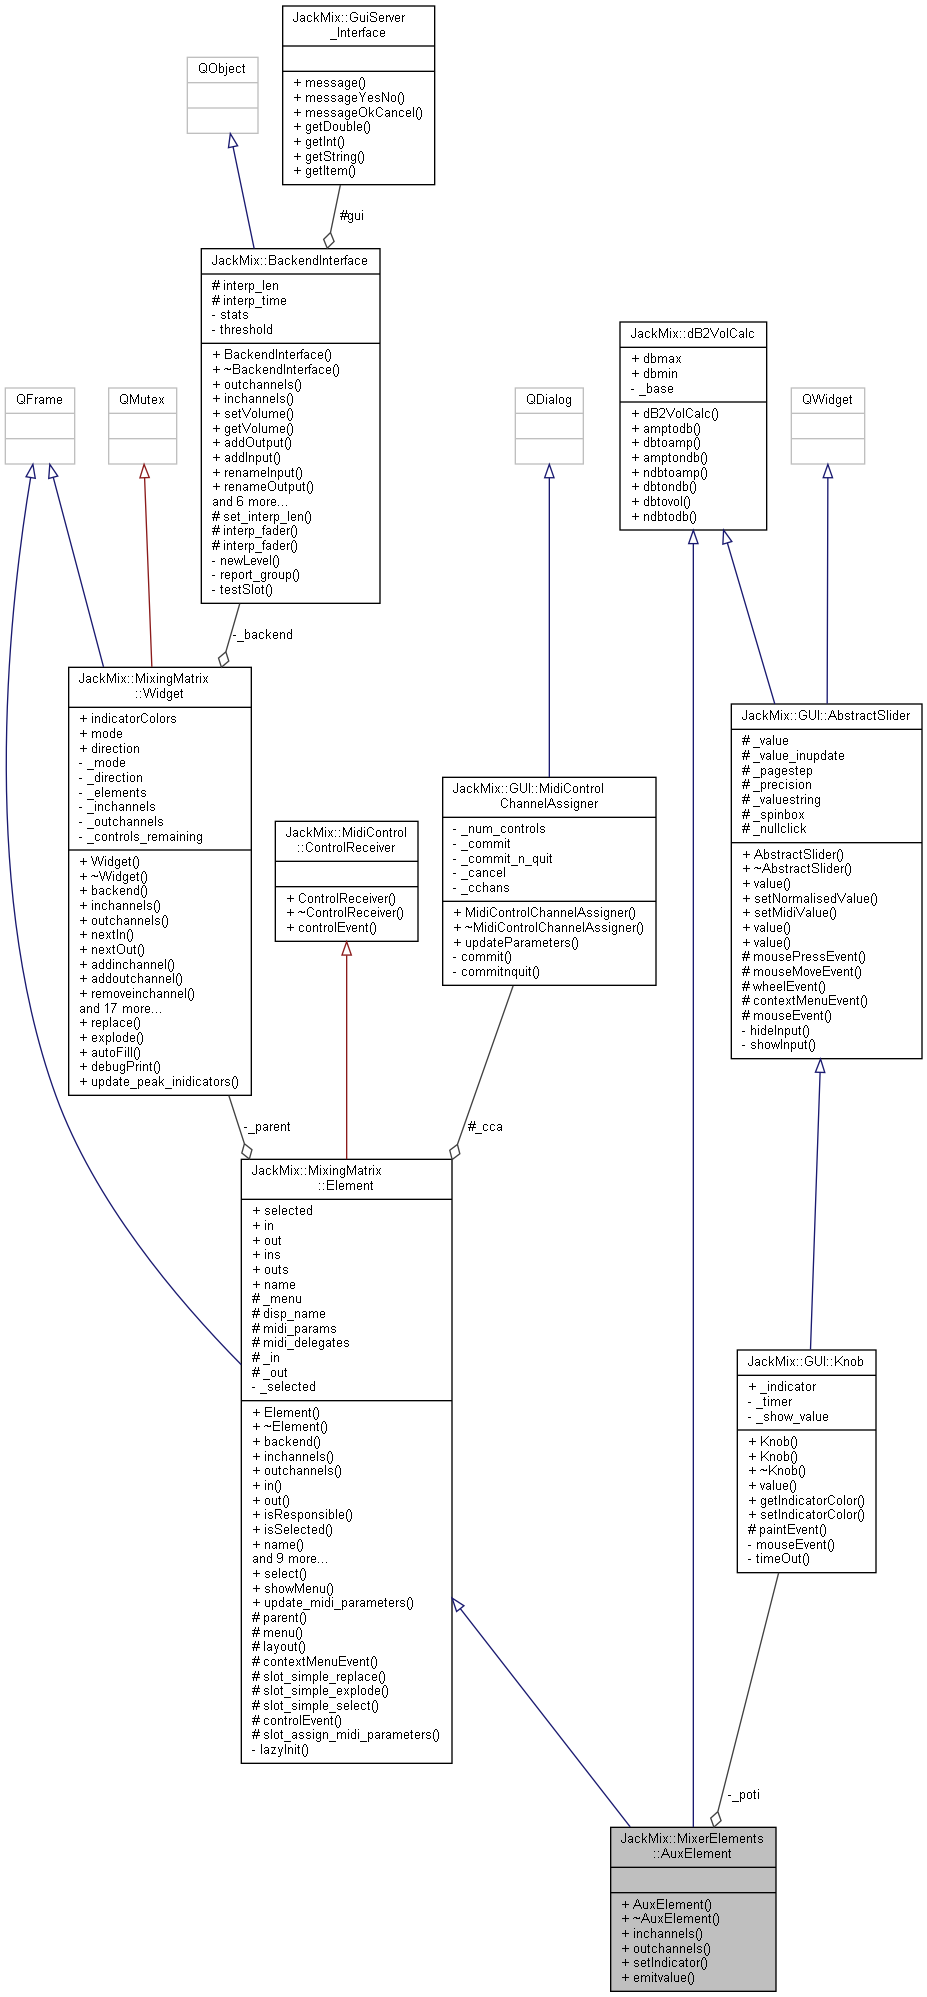 JackMix::GuiServer
_Interface
+ message()
+ messageYesNo()
+ messageOkCancel()
+ getDouble()
+ getInt()
+ getString()
+ getItem()
QObject
#gui
JackMix::BackendInterface
# interp_len
# interp_time
- stats
- threshold
+ BackendInterface()
+ ~BackendInterface()
+ outchannels()
+ inchannels()
+ setVolume()
+ getVolume()
+ addOutput()
+ addInput()
+ renameInput()
+ renameOutput()
and 6 more...
# set_interp_len()
# interp_fader()
# interp_fader()
- newLevel()
- report_group()
- testSlot()
JackMix::dB2VolCalc
+ dbmax
+ dbmin
- _base
+ dB2VolCalc()
+ amptodb()
+ dbtoamp()
+ amptondb()
+ ndbtoamp()
+ dbtondb()
+ dbtovol()
+ ndbtodb()
QFrame
QMutex
QDialog
QWidget
-_backend
JackMix::MixingMatrix
::Widget
+ indicatorColors
+ mode
+ direction
- _mode
- _direction
- _elements
- _inchannels
- _outchannels
- _controls_remaining
+ Widget()
+ ~Widget()
+ backend()
+ inchannels()
+ outchannels()
+ nextIn()
+ nextOut()
+ addinchannel()
+ addoutchannel()
+ removeinchannel()
and 17 more...
+ replace()
+ explode()
+ autoFill()
+ debugPrint()
+ update_peak_inidicators()
JackMix::MidiControl
::ControlReceiver
+ ControlReceiver()
+ ~ControlReceiver()
+ controlEvent()
JackMix::GUI::MidiControl
ChannelAssigner
- _num_controls
- _commit
- _commit_n_quit
- _cancel
- _cchans
+ MidiControlChannelAssigner()
+ ~MidiControlChannelAssigner()
+ updateParameters()
- commit()
- commitnquit()
JackMix::GUI::AbstractSlider
# _value
# _value_inupdate
# _pagestep
# _precision
# _valuestring
# _spinbox
# _nullclick
+ AbstractSlider()
+ ~AbstractSlider()
+ value()
+ setNormalisedValue()
+ setMidiValue()
+ value()
+ value()
# mousePressEvent()
# mouseMoveEvent()
# wheelEvent()
# contextMenuEvent()
# mouseEvent()
- hideInput()
- showInput()
-_parent
#_cca
JackMix::MixingMatrix
::Element
+ selected
+ in
+ out
+ ins
+ outs
+ name
# _menu
# disp_name
# midi_params
# midi_delegates
# _in
# _out
- _selected
+ Element()
+ ~Element()
+ backend()
+ inchannels()
+ outchannels()
+ in()
+ out()
+ isResponsible()
+ isSelected()
+ name()
and 9 more...
+ select()
+ showMenu()
+ update_midi_parameters()
# parent()
# menu()
# layout()
# contextMenuEvent()
# slot_simple_replace()
# slot_simple_explode()
# slot_simple_select()
# controlEvent()
# slot_assign_midi_parameters()
- lazyInit()
JackMix::GUI::Knob
+ _indicator
- _timer
- _show_value
+ Knob()
+ Knob()
+ ~Knob()
+ value()
+ getIndicatorColor()
+ setIndicatorColor()
# paintEvent()
- mouseEvent()
- timeOut()
-_poti
JackMix::MixerElements
::AuxElement
+ AuxElement()
+ ~AuxElement()
+ inchannels()
+ outchannels()
+ setIndicator()
+ emitvalue()